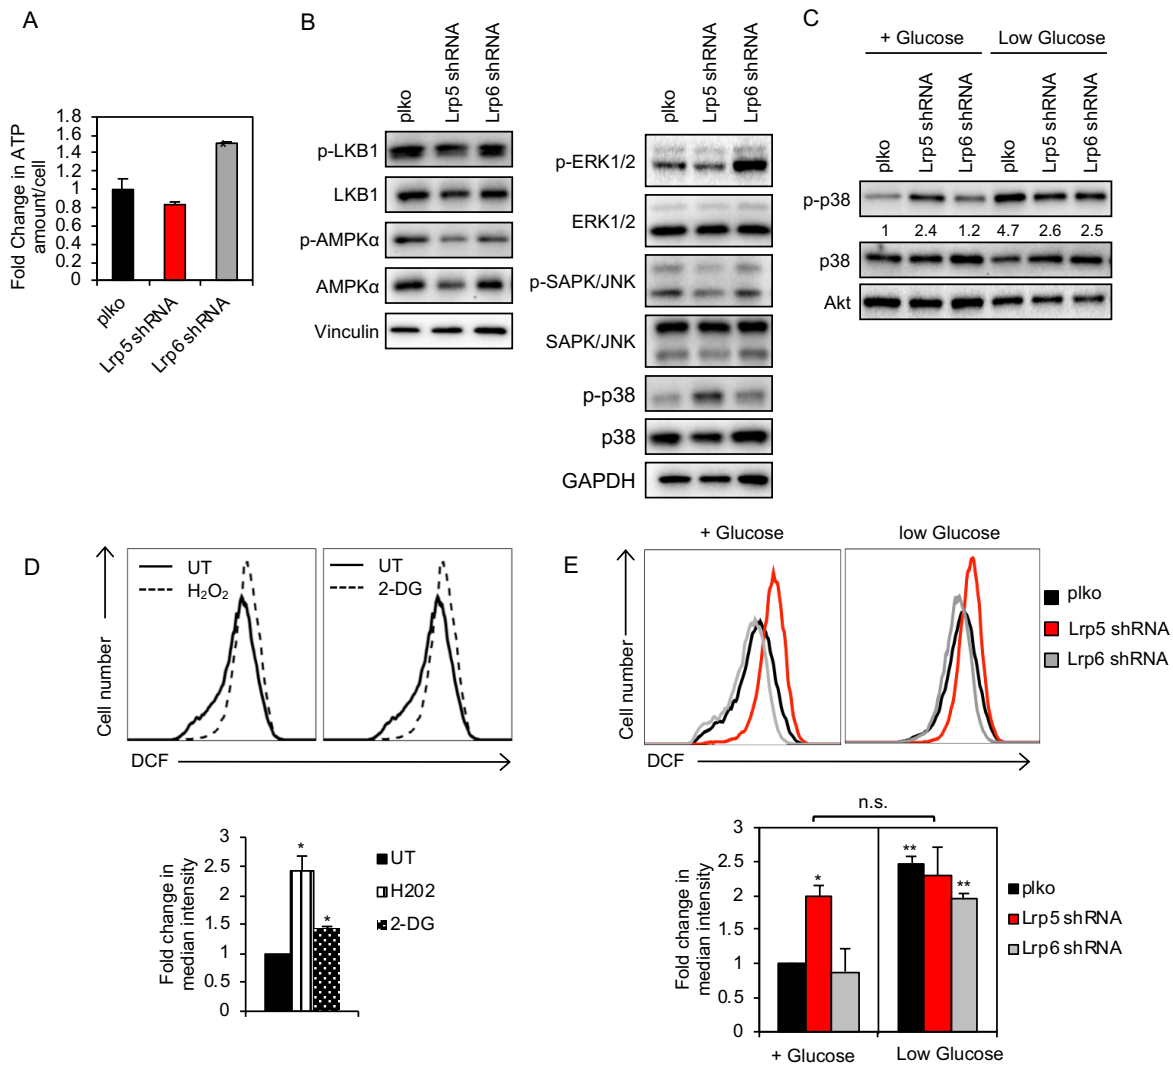 A
Fold Change in ATP
amount/cell
1.8
1.6
1.4
1.2
1
0.8
0.6
0.4
0.2
0
*
plko
Lrp5 shRNA
Lrp6 shRNA
B
plko
Lrp5 shRNA
Lrp6 shRNA
p-LKB1
LKB1
p-AMPKα
AMPKα
Vinculin
plko
Lrp5 shRNA
Lrp6 shRNA
p-ERK1/2
ERK1/2
p-SAPK/JNK
SAPK/JNK
p-p38
p38
GAPDH
C
+ Glucose Low Glucose
plko
Lrp5 shRNA
Lrp6 shRNA
plko
Lrp5 shRNA
Lrp6 shRNA
p-p38
1 2.4 1.2 4.7 2.6 2.5
p38
Akt
D
Cell number
UT
H₂O₂
UT
2-DG
DCF
Fold change in
median intensity
3
2.5
2
1.5
1
0.5
0
*
*
UT
H202
2-DG
E
+ Glucose low Glucose
Cell number
plko
Lrp5 shRNA
Lrp6 shRNA
DCF
n.s.
Fold change in
median intensity
3
2.5
2
1.5
1
0.5
0
*
**
**
plko
Lrp5 shRNA
Lrp6 shRNA
+ Glucose Low Glucose